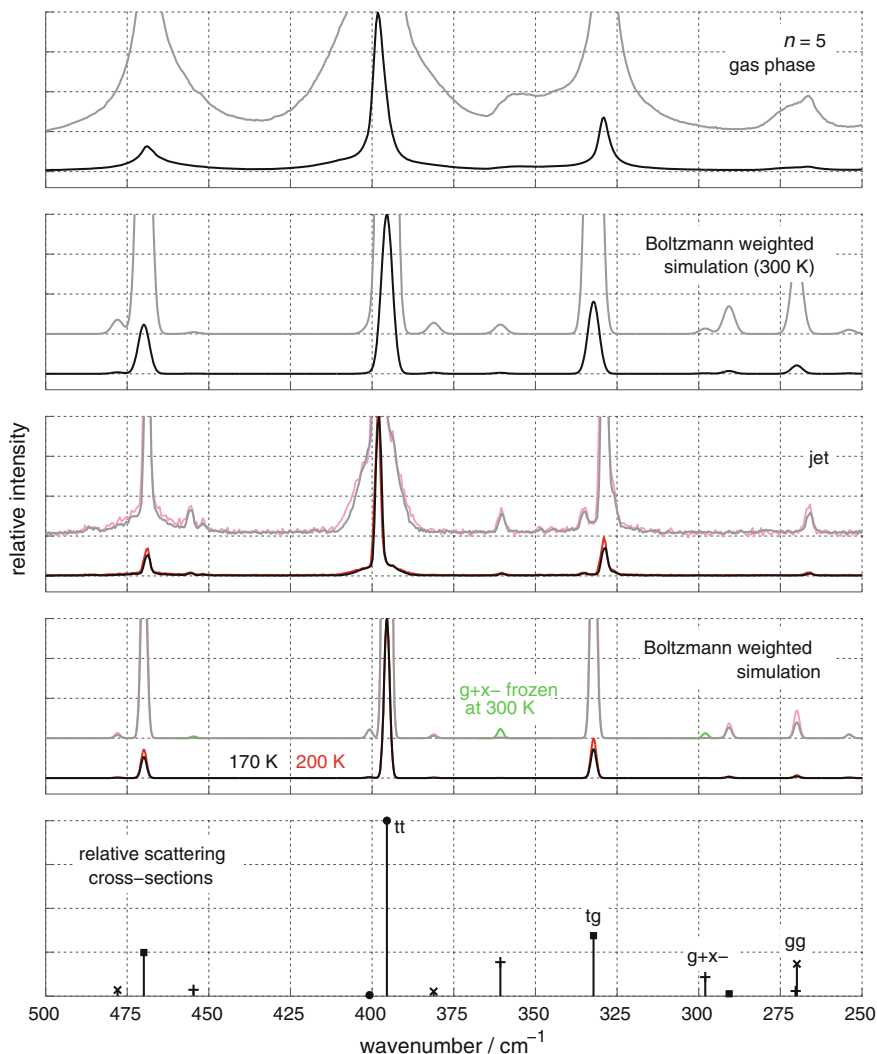 n = 5
gas phase
Boltzmann weighted
simulation (300 K)
jet
relative intensity
Boltzmann weighted
simulation
g+x− frozen
at 300 K
170 K 200 K
relative scattering
cross−sections
tt
tg
g+x−
gg
500 475 450 425 400 375 350 325 300 275 250
wavenumber / cm⁻¹